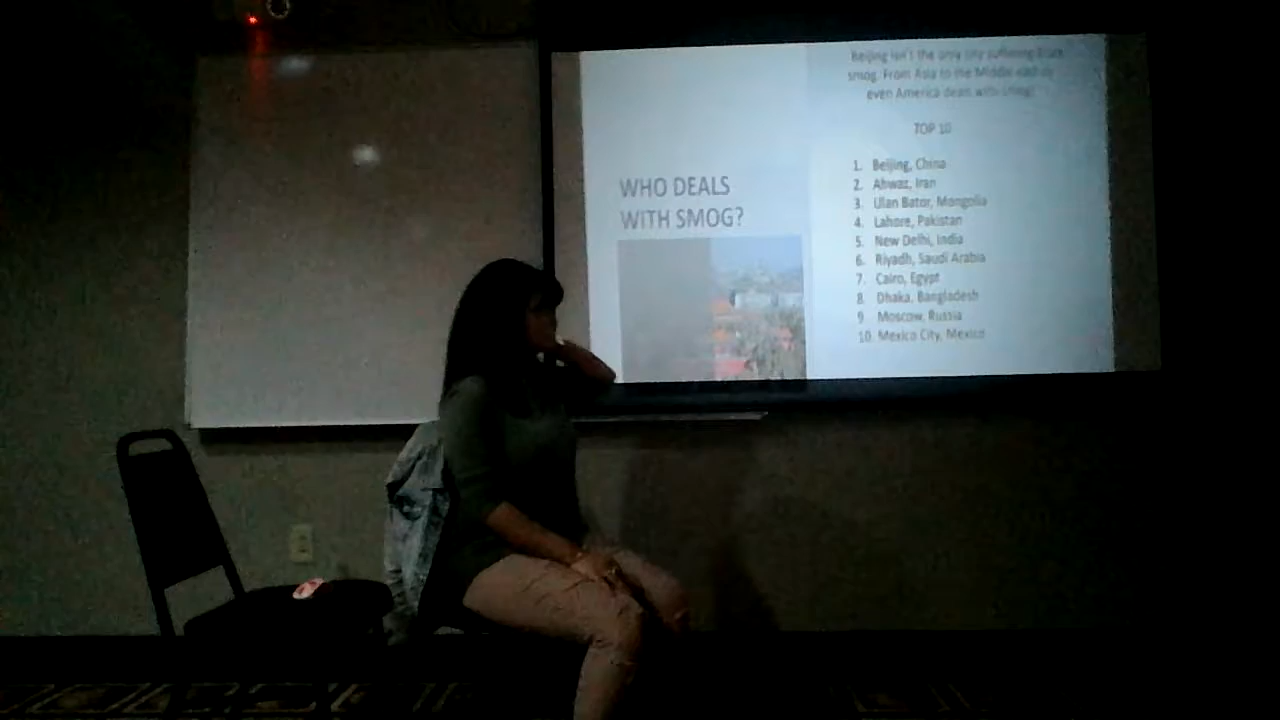 WHO DEALS
WITH SMOG?
Beijing isn't the only city suffering from
smog. From Asia to the Middle east or
even America deals with smog!
TOP 10
1. Beijing, China
2. Ahwaz, Iran
3. Ulan Bator, Mongolia
4. Lahore, Pakistan
5. New Delhi, India
6. Riyadh, Saudi Arabia
7. Cairo, Egypt
8. Dhaka, Bangladesh
9. Moscow, Russia
10. Mexico City, Mexico